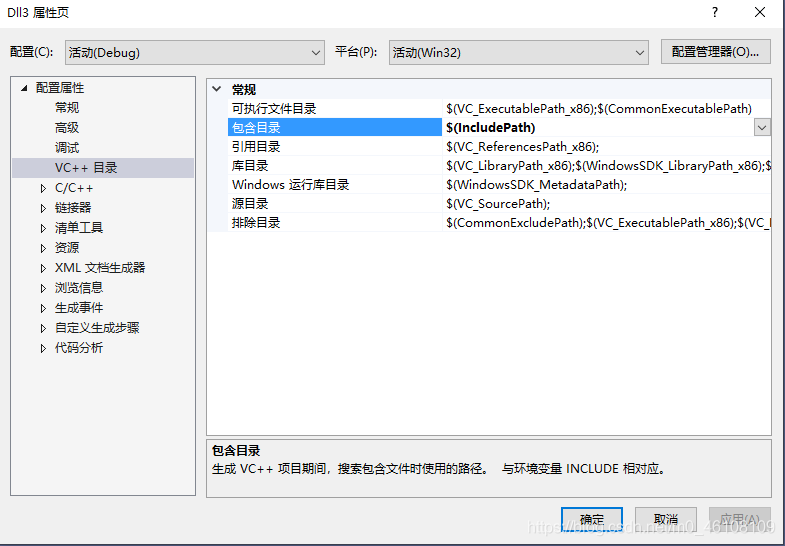 Dll3 属性页
? ×
配置(C): 活动(Debug) 平台(P): 活动(Win32) 配置管理器(O)...
配置属性
常规
高级
调试
VC++ 目录
C/C++
链接器
清单工具
资源
XML 文档生成器
浏览信息
生成事件
自定义生成步骤
代码分析
常规
可执行文件目录 $(VC_ExecutablePath_x86);$(CommonExecutablePath)
包含目录 $(IncludePath)
引用目录 $(VC_ReferencesPath_x86);
库目录 $(VC_LibraryPath_x86);$(WindowsSDK_LibraryPath_x86);$
Windows 运行库目录 $(WindowsSDK_MetadataPath);
源目录 $(VC_SourcePath);
排除目录 $(CommonExcludePath);$(VC_ExecutablePath_x86);$(VC_
包含目录
生成 VC++ 项目期间，搜索包含文件时使用的路径。 与环境变量 INCLUDE 相对应。
确定 取消 应用(A)
https://blog.csdn.net/m0_46108109